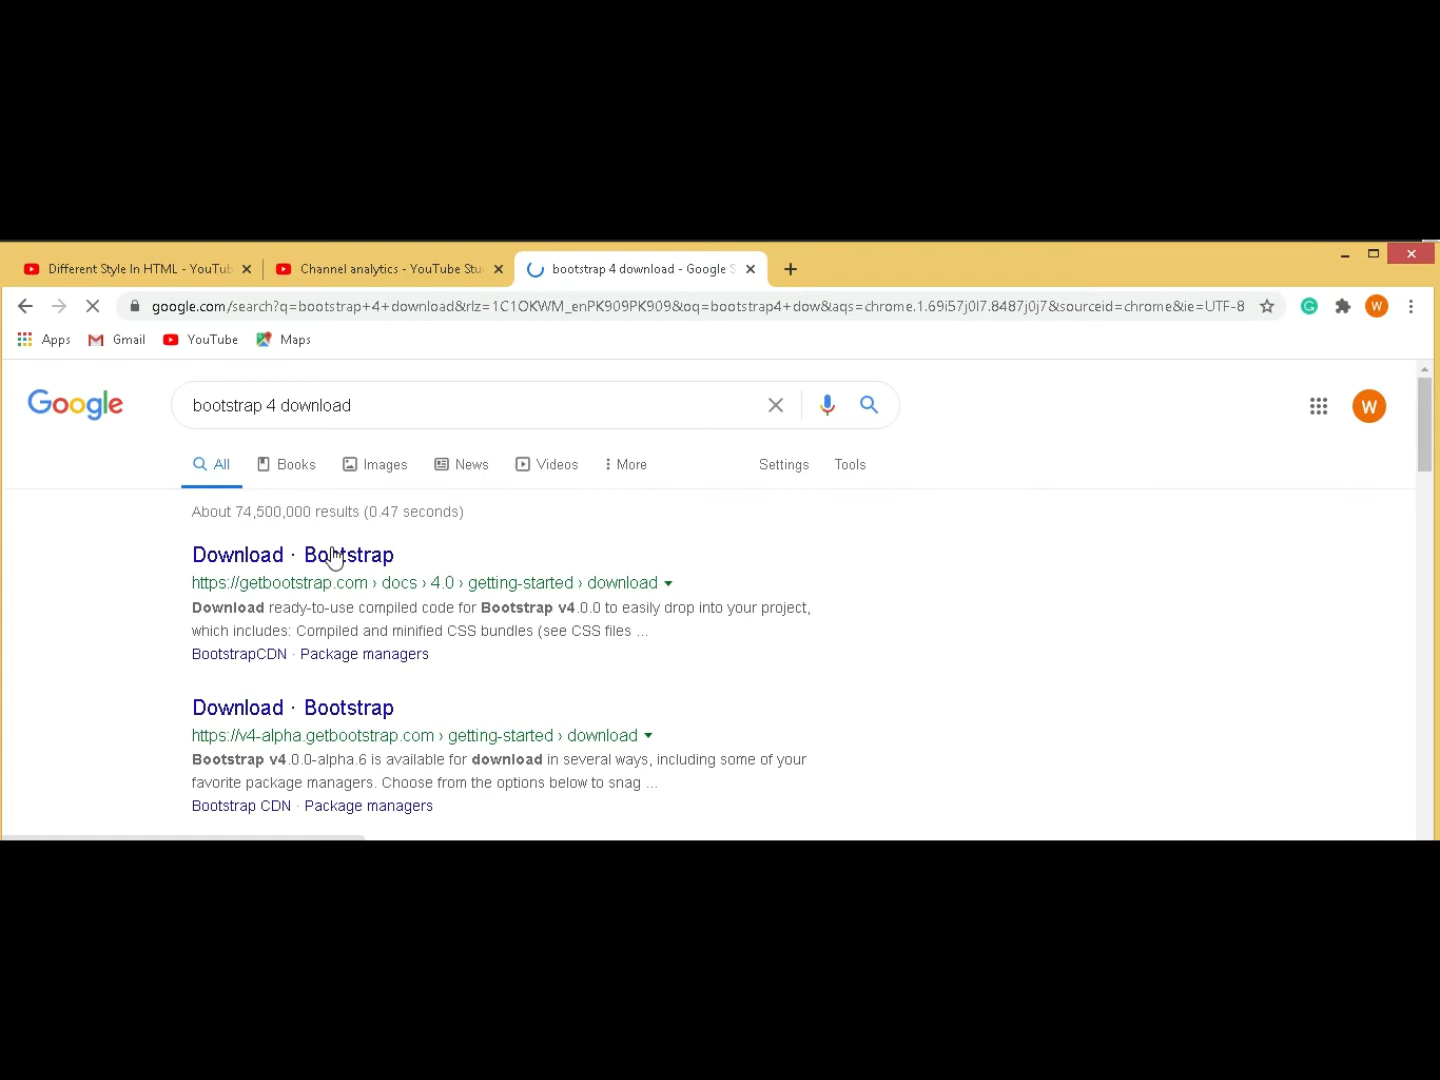 Different Style In HTML - YouTub
Channel analytics - YouTube Stu
bootstrap 4 download - Google S
google.com/search?q=bootstrap+4+download&rlz=1C1OKWM_enPK909PK909&oq=bootstrap4+dow&aqs=chrome.1.69i57j0l7.8487j0j7&sourceid=chrome&ie=UTF-8
W
Apps
Gmail
YouTube
Maps
Google
bootstrap 4 download
W
All
Books
Images
News
Videos
More
Settings
Tools
About 74,500,000 results (0.47 seconds)
Download · Bootstrap
https://getbootstrap.com › docs › 4.0 › getting-started › download
Download ready-to-use compiled code for Bootstrap v4.0.0 to easily drop into your project,
which includes: Compiled and minified CSS bundles (see CSS files ...
BootstrapCDN · Package managers
Download · Bootstrap
https://v4-alpha.getbootstrap.com › getting-started › download
Bootstrap v4.0.0-alpha.6 is available for download in several ways, including some of your
favorite package managers. Choose from the options below to snag ...
Bootstrap CDN · Package managers